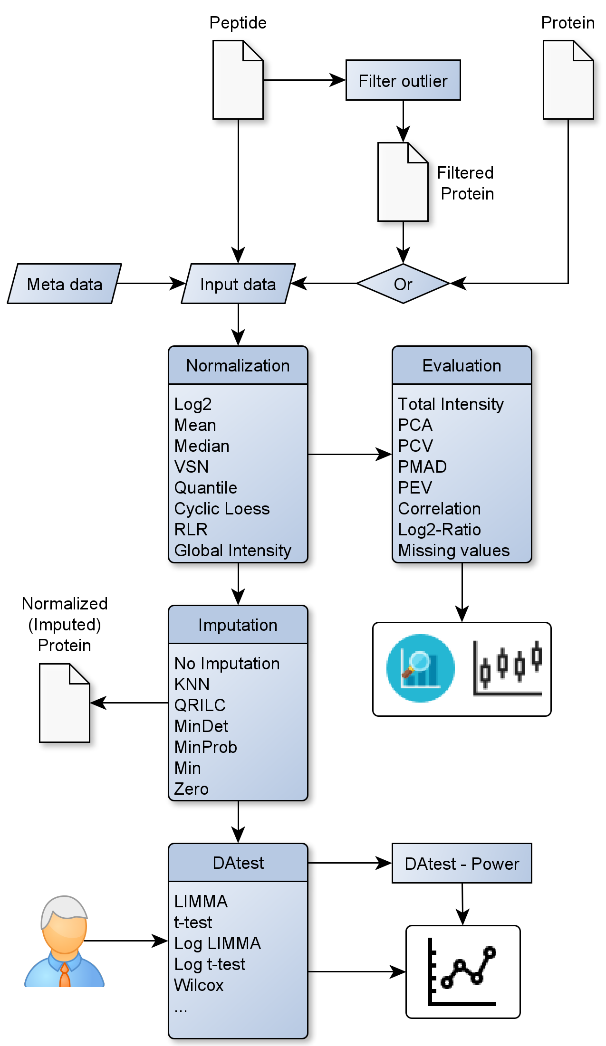 Peptide
Protein
Filter outlier
Filtered
Protein
Meta data
Input data
Or
Normalization
Log2
Mean
Median
VSN
Quantile
Cyclic Loess
RLR
Global Intensity
Evaluation
Total Intensity
PCA
PCV
PMAD
PEV
Correlation
Log2-Ratio
Missing values
Normalized
(Imputed)
Protein
Imputation
No Imputation
KNN
QRILC
MinDet
MinProb
Min
Zero
DAtest
LIMMA
t-test
Log LIMMA
Log t-test
Wilcox
...
DAtest - Power